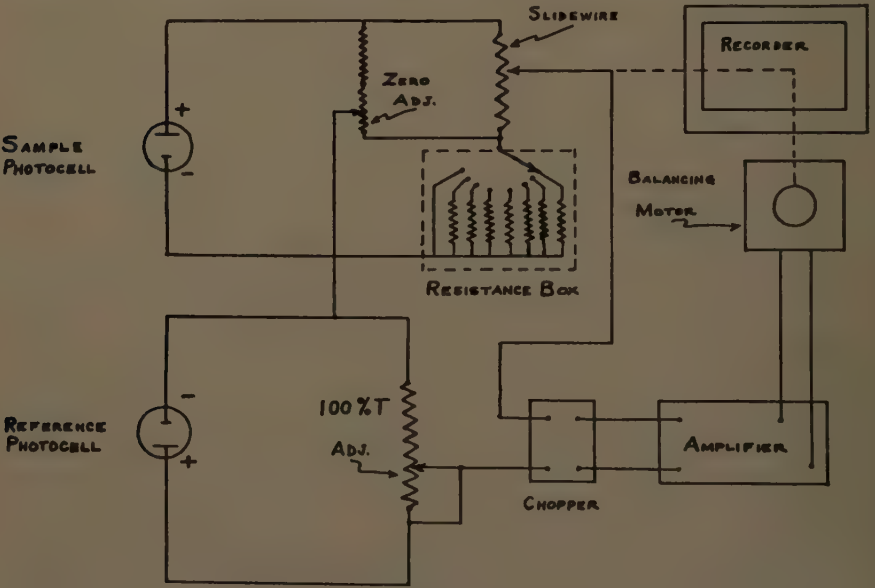 SLIDEWIRE
RECORDER
ZERO
ADJ.
+
SAMPLE
PHOTOCELL
-
BALANCING
MOTOR
RESISTANCE BOX
-
100%T
REFERENCE
PHOTOCELL
ADJ.
+
AMPLIFIER
CHOPPER